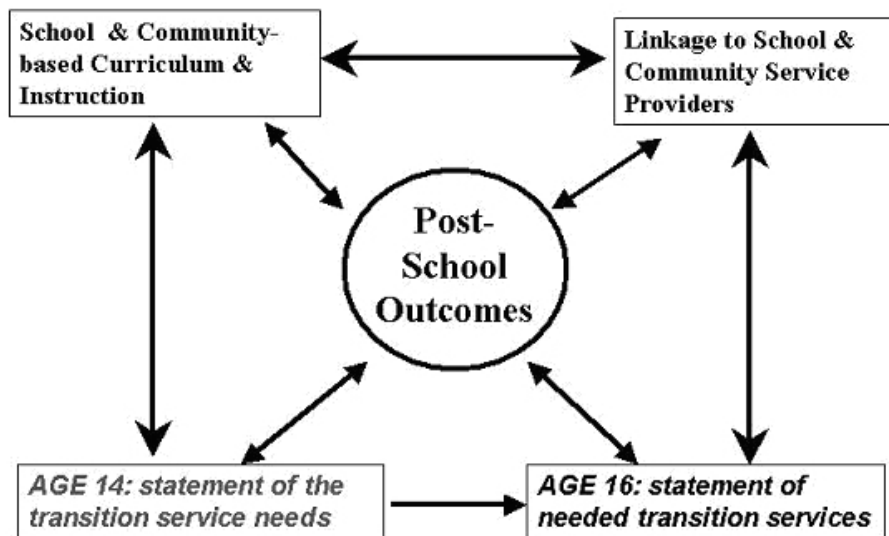 School & Community-
based Curriculum &
Instruction
Linkage to School &
Community Service
Providers
Post-
School
Outcomes
AGE 14: statement of the
transition service needs
AGE 16: statement of
needed transition services